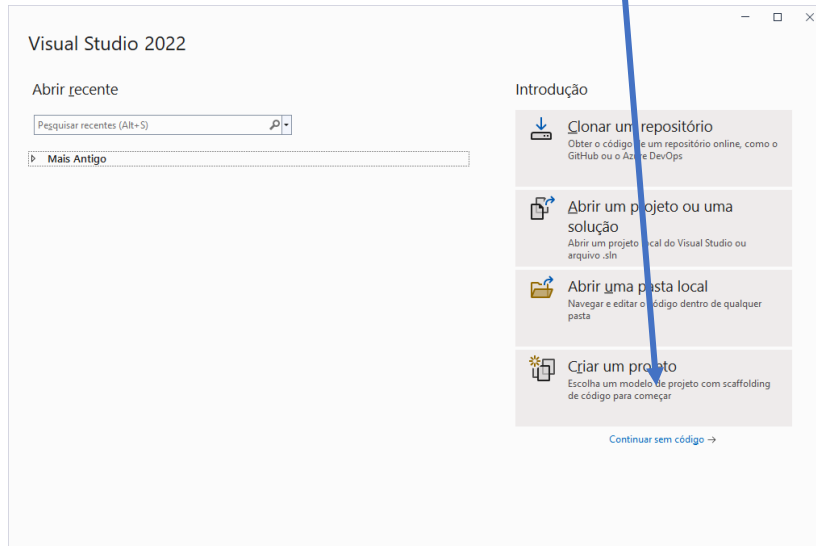 Visual Studio 2022
Abrir recente
Pesquisar recentes (Alt+S)
Mais Antigo
Introdução
Clonar um repositório
Obter o código de um repositório online, como o
GitHub ou o Azure DevOps
Abrir um projeto ou uma
solução
Abrir um projeto local do Visual Studio ou
arquivo .sln
Abrir uma pasta local
Navegar e editar o código dentro de qualquer
pasta
Criar um projeto
Escolha um modelo de projeto com scaffolding
de código para começar
Continuar sem código →